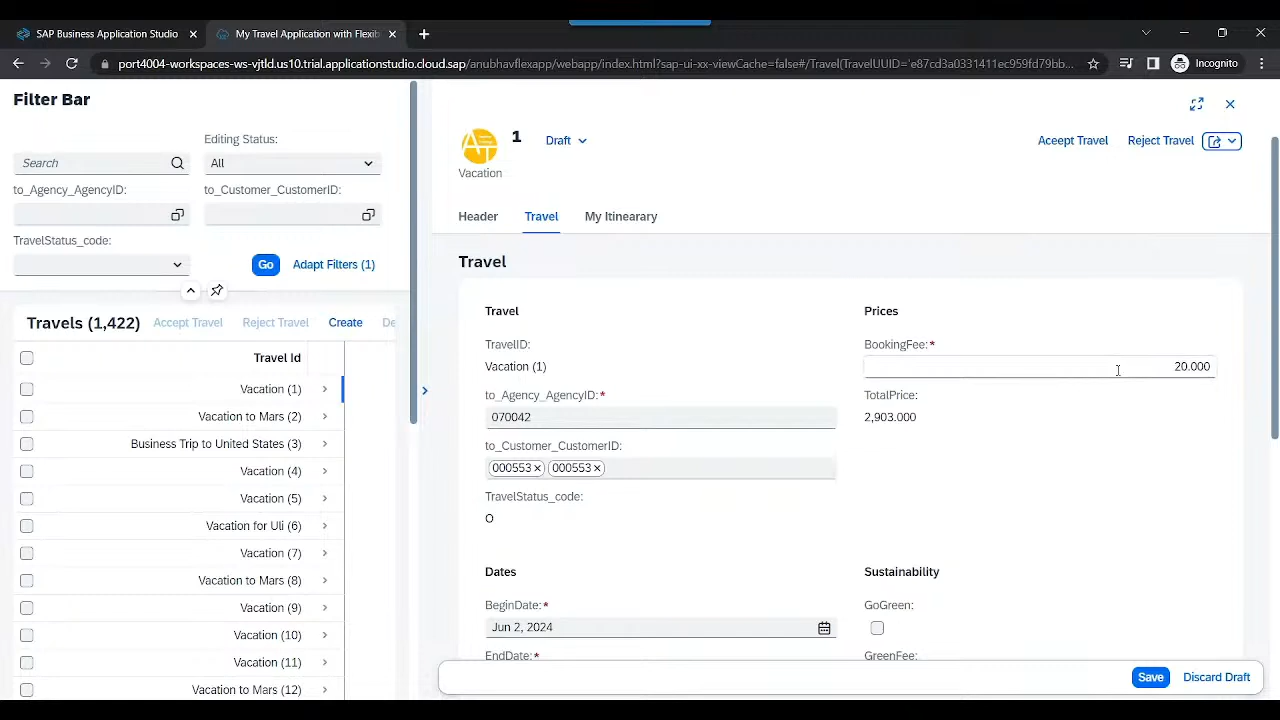 SAP Business Application Studio
My Travel Application with Flexib
port4004-workspaces-ws-vjtld.us10.trial.applicationstudio.cloud.sap/anubhavflexapp/webapp/index.html?sap-ui-xx-viewCache=false#/Travel(TravelUUID='e87cd3a0331411ec959fd79bb...
Incognito
Filter Bar
Editing Status:
Search
All
to_Agency_AgencyID:
to_Customer_CustomerID:
TravelStatus_code:
Go
Adapt Filters (1)
Travels (1,422)
Accept Travel
Reject Travel
Create
De
Travel Id
Vacation (1)
Vacation to Mars (2)
Business Trip to United States (3)
Vacation (4)
Vacation (5)
Vacation for Uli (6)
Vacation (7)
Vacation to Mars (8)
Vacation (9)
Vacation (10)
Vacation (11)
Vacation to Mars (12)
AT
1
Draft
Vacation
Aceept Travel
Reject Travel
Header
Travel
My Itinearary
Travel
Travel
TravelID:
Vacation (1)
to_Agency_AgencyID:*
070042
to_Customer_CustomerID:
000553
000553
TravelStatus_code:
O
Prices
BookingFee:*
20.000
TotalPrice:
2,903.000
Dates
BeginDate:*
Jun 2, 2024
EndDate:*
Sustainability
GoGreen:
GreenFee:
Save
Discard Draft